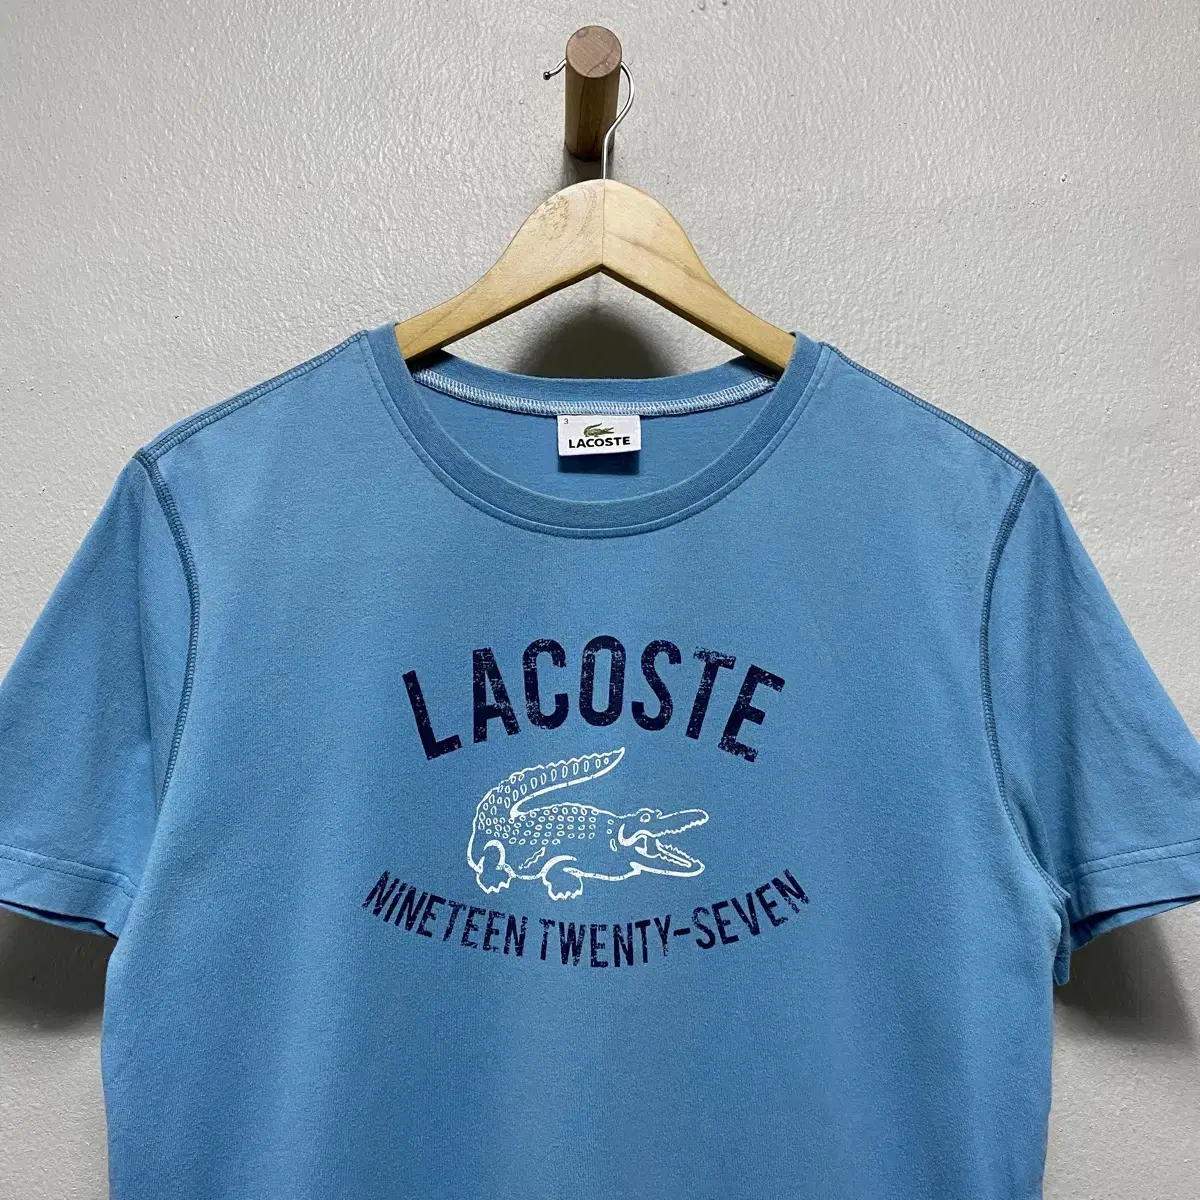 3
LACOSTE
LACOSTE
NINETEEN TWENTY-SEVEN